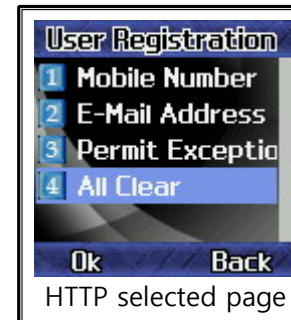 User Registration
1 Mobile Number
2 E-Mail Address
3 Permit Exceptio
4 All Clear
Ok Back
HTTP selected page